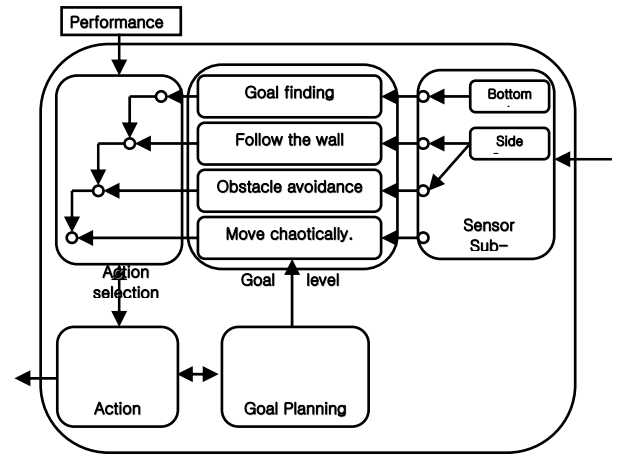 Performance
Goal finding
Bottom
Follow the wall
Side
Obstacle avoidance
Move chaotically.
Sensor
Sub-
Action
selection
Goal level
Action
Goal Planning